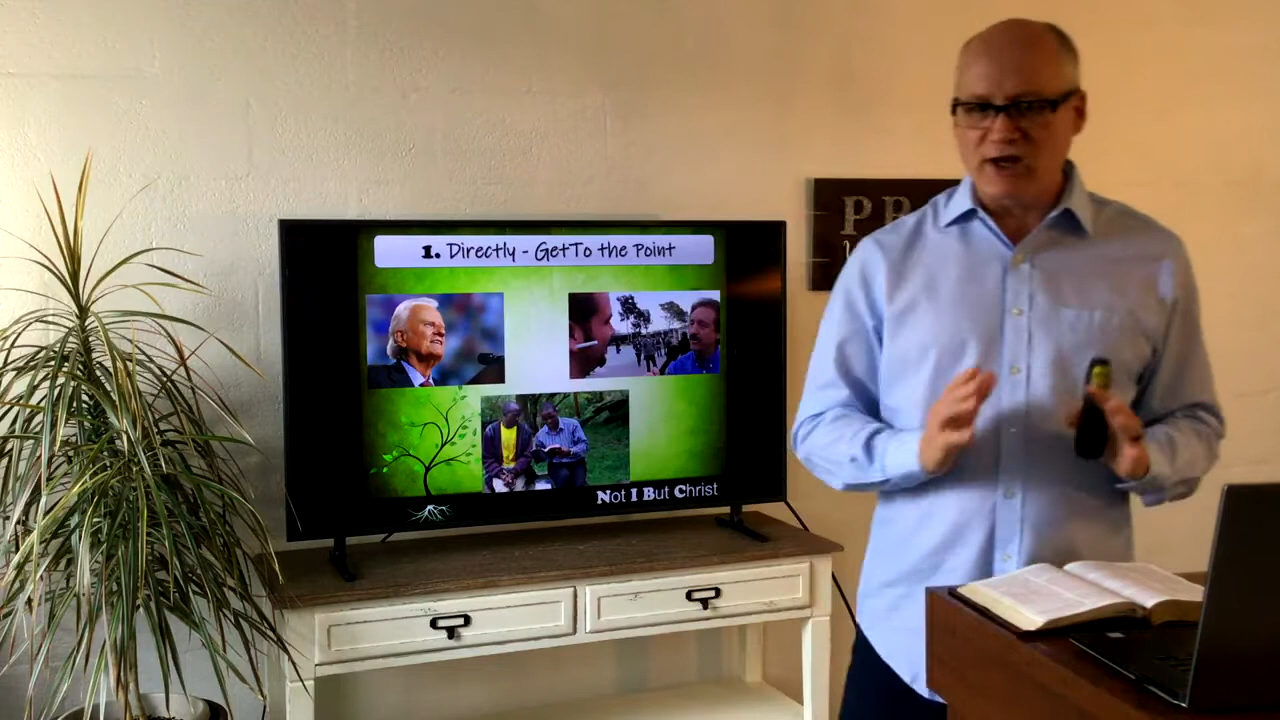 1. Directly - Get To the Point
Not I But Christ